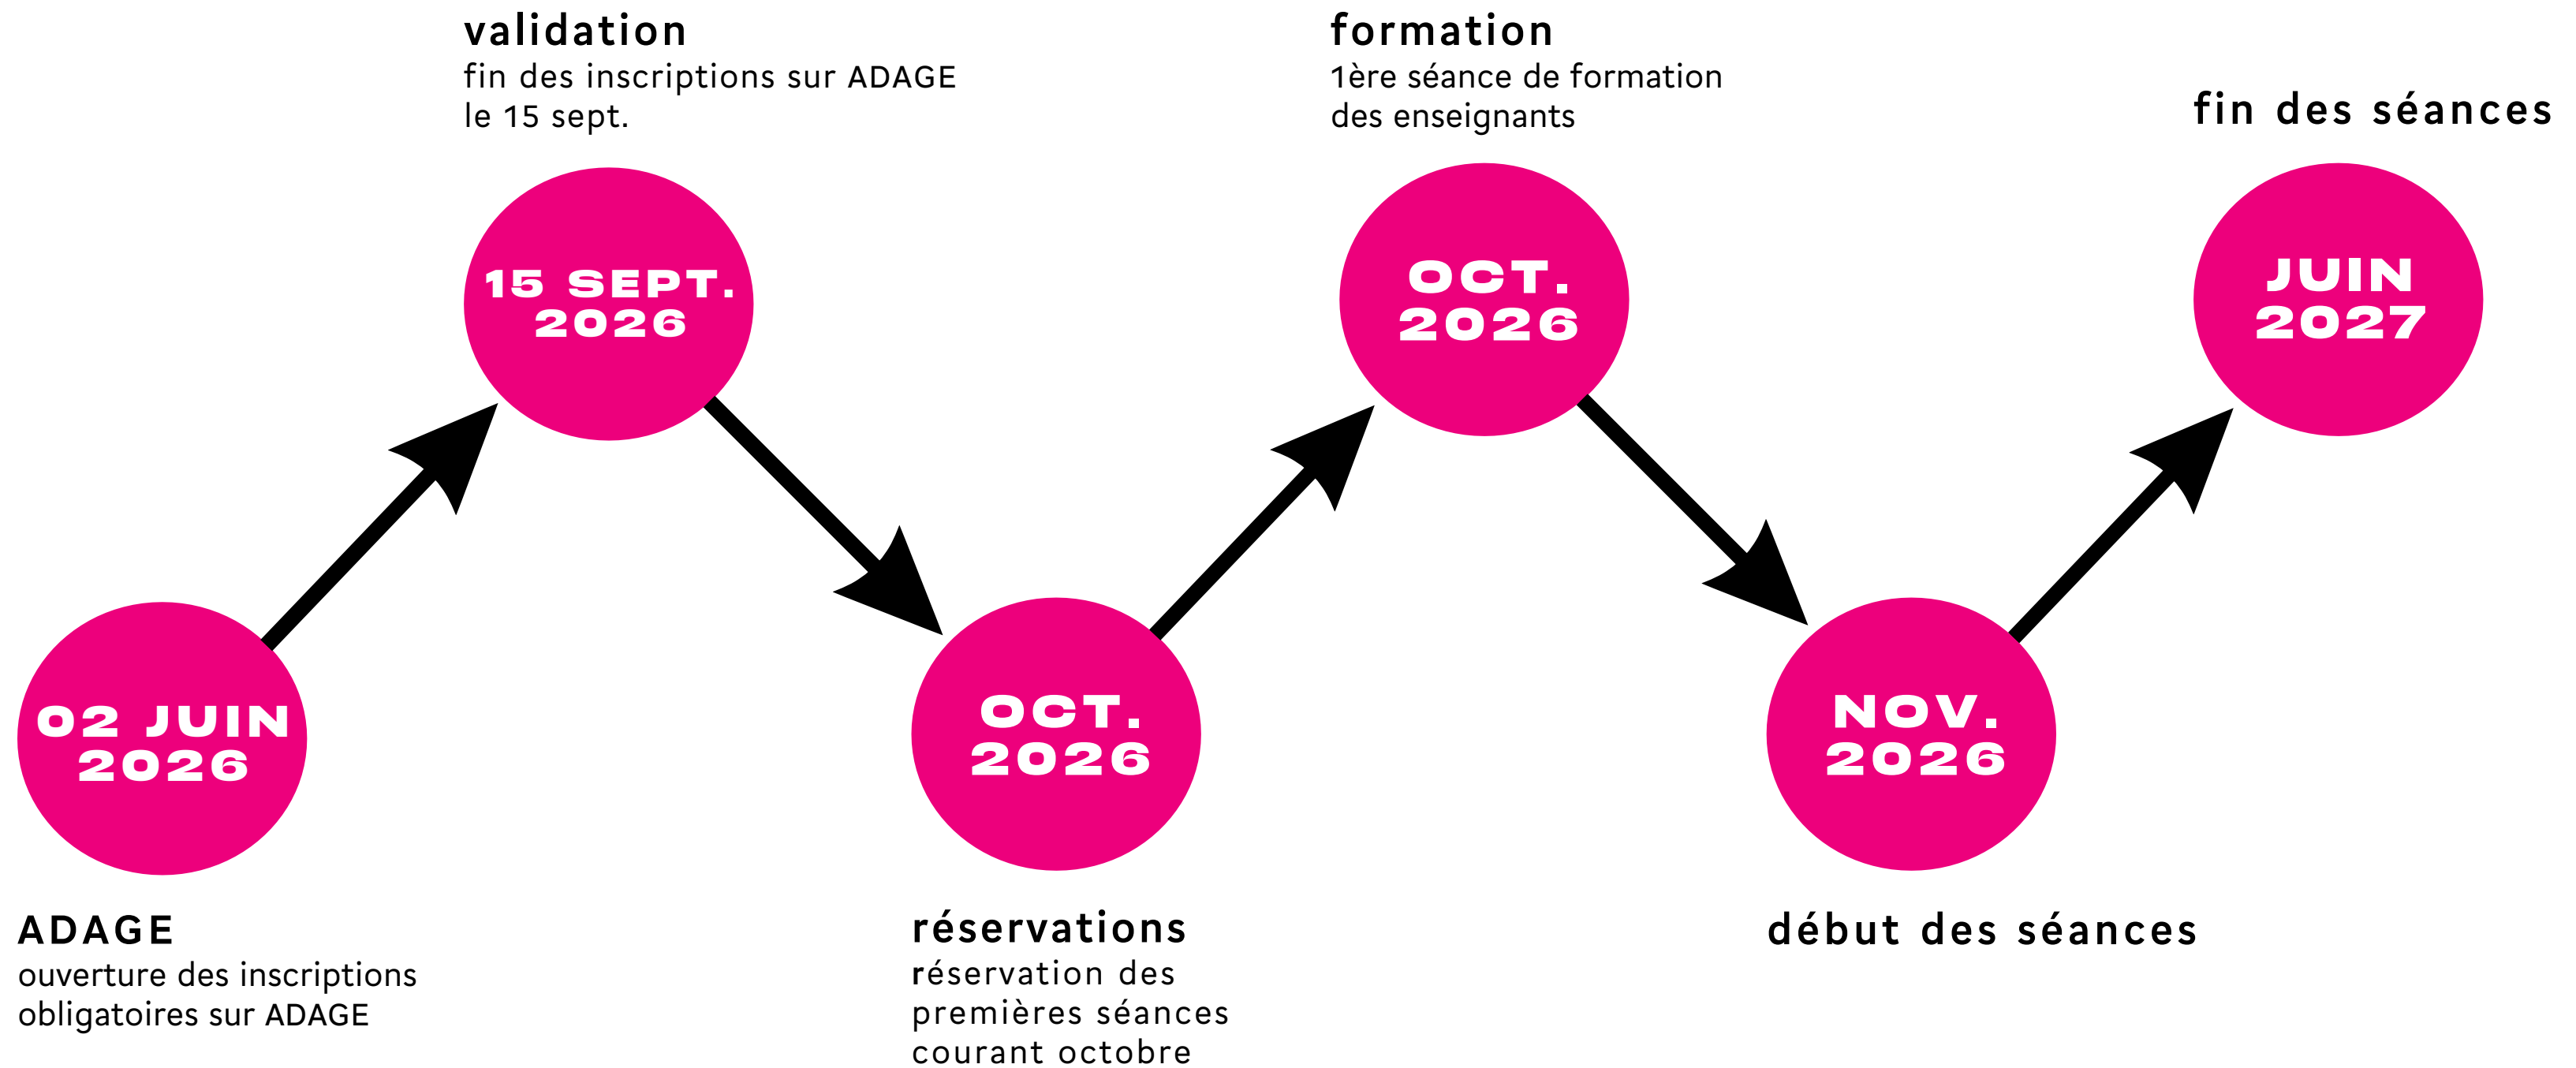 validation
fin des inscriptions sur ADAGE
le 15 sept.
formation
1ère séance de formation
des enseignants
fin des séances
15 SEPT.
2026
OCT.
2026
JUIN
2027
02 JUIN
2026
OCT.
2026
NOV.
2026
ADAGE
ouverture des inscriptions
obligatoires sur ADAGE
réservations
réservation des
premières séances
courant octobre
début des séances